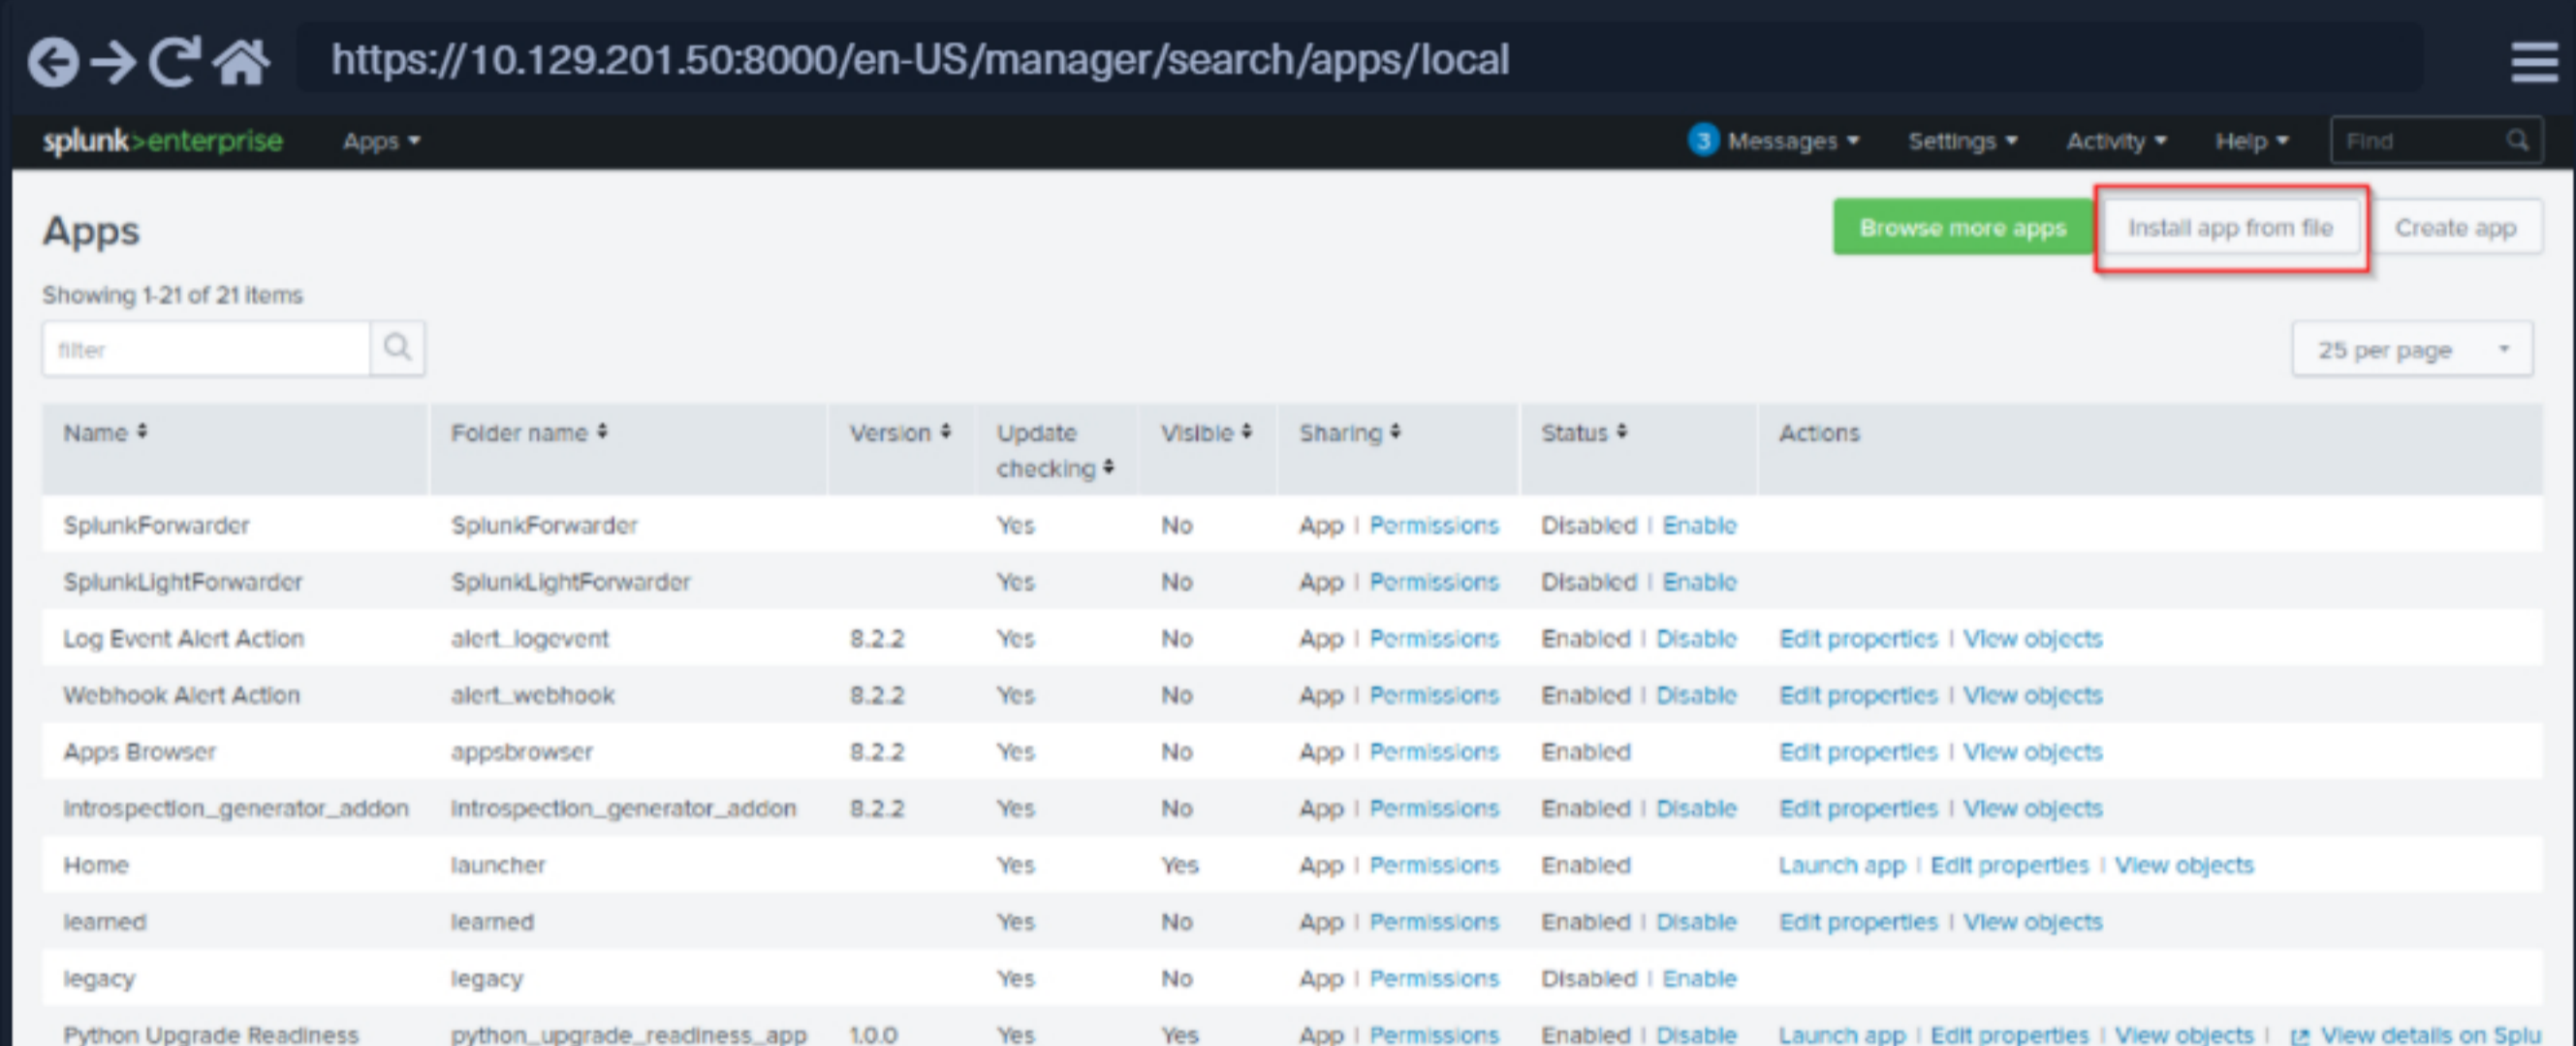 https://10.129.201.50:8000/en-US/manager/search/apps/local
splunk>enterprise Apps 3 Messages Settings Activity Help Find
Apps Browse more apps Install app from file Create app
Showing 1-21 of 21 items
filter 25 per page
Name Folder name Version Update checking Visible Sharing Status Actions
SplunkForwarder SplunkForwarder Yes No App | Permissions Disabled | Enable
SplunkLightForwarder SplunkLightForwarder Yes No App | Permissions Disabled | Enable
Log Event Alert Action alert_logevent 8.2.2 Yes No App | Permissions Enabled | Disable Edit properties | View objects
Webhook Alert Action alert_webhook 8.2.2 Yes No App | Permissions Enabled | Disable Edit properties | View objects
Apps Browser appsbrowser 8.2.2 Yes No App | Permissions Enabled Edit properties | View objects
introspection_generator_addon introspection_generator_addon 8.2.2 Yes No App | Permissions Enabled | Disable Edit properties | View objects
Home launcher Yes Yes App | Permissions Enabled Launch app | Edit properties | View objects
learned learned Yes No App | Permissions Enabled | Disable Edit properties | View objects
legacy legacy Yes No App | Permissions Disabled | Enable
Python Upgrade Readiness python_upgrade_readiness_app 1.0.0 Yes Yes App | Permissions Enabled | Disable Launch app | Edit properties | View objects | View details on Splu